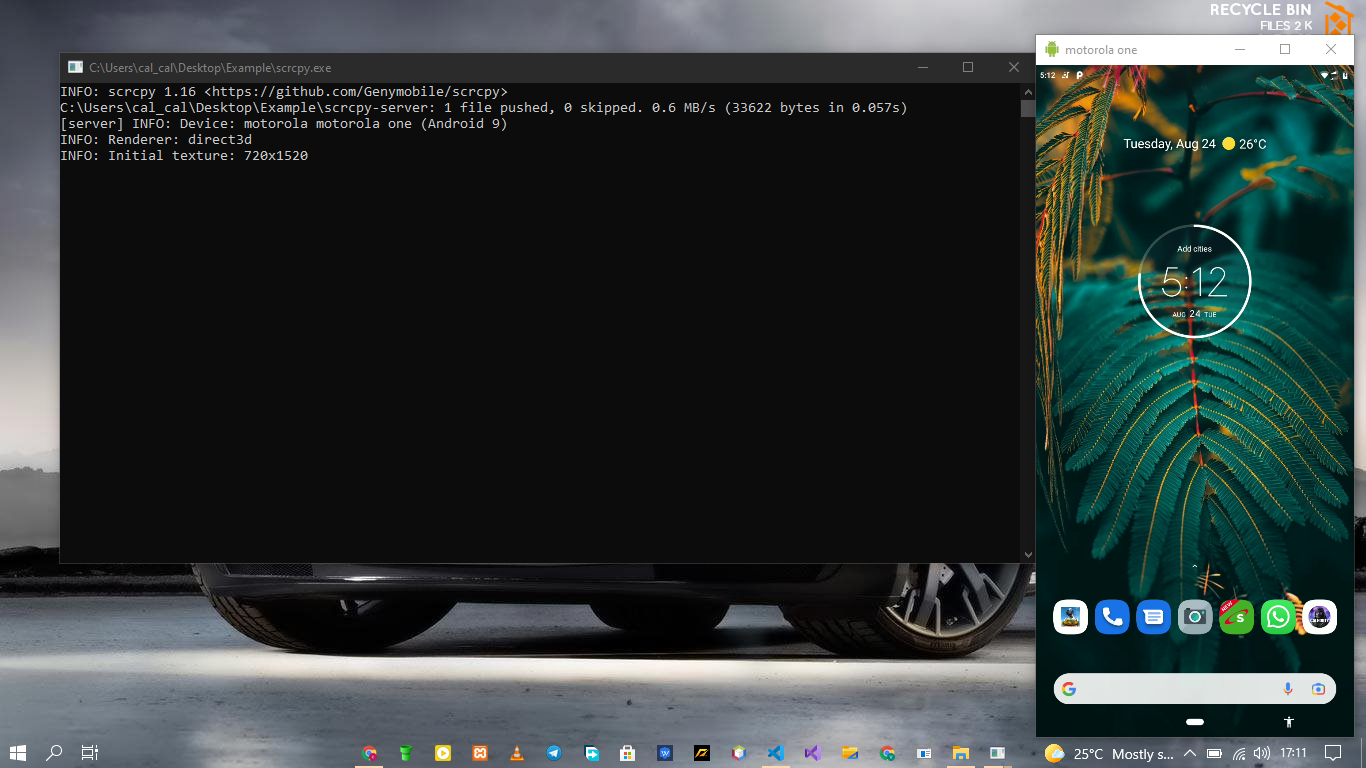 RECYCLE BIN
FILES 2 K
C:\Users\cal_cal\Desktop\Example\scrcpy.exe
INFO: scrcpy 1.16 <https://github.com/Genymobile/scrcpy>
C:\Users\cal_cal\Desktop\Example\scrcpy-server: 1 file pushed, 0 skipped. 0.6 MB/s (33622 bytes in 0.057s)
[server] INFO: Device: motorola motorola one (Android 9)
INFO: Renderer: direct3d
INFO: Initial texture: 720x1520
motorola one
5:12
Tuesday, Aug 24 26°C
Add cities
5:12
AUG 24 TUE
NEW
S
25°C Mostly s... 17:11